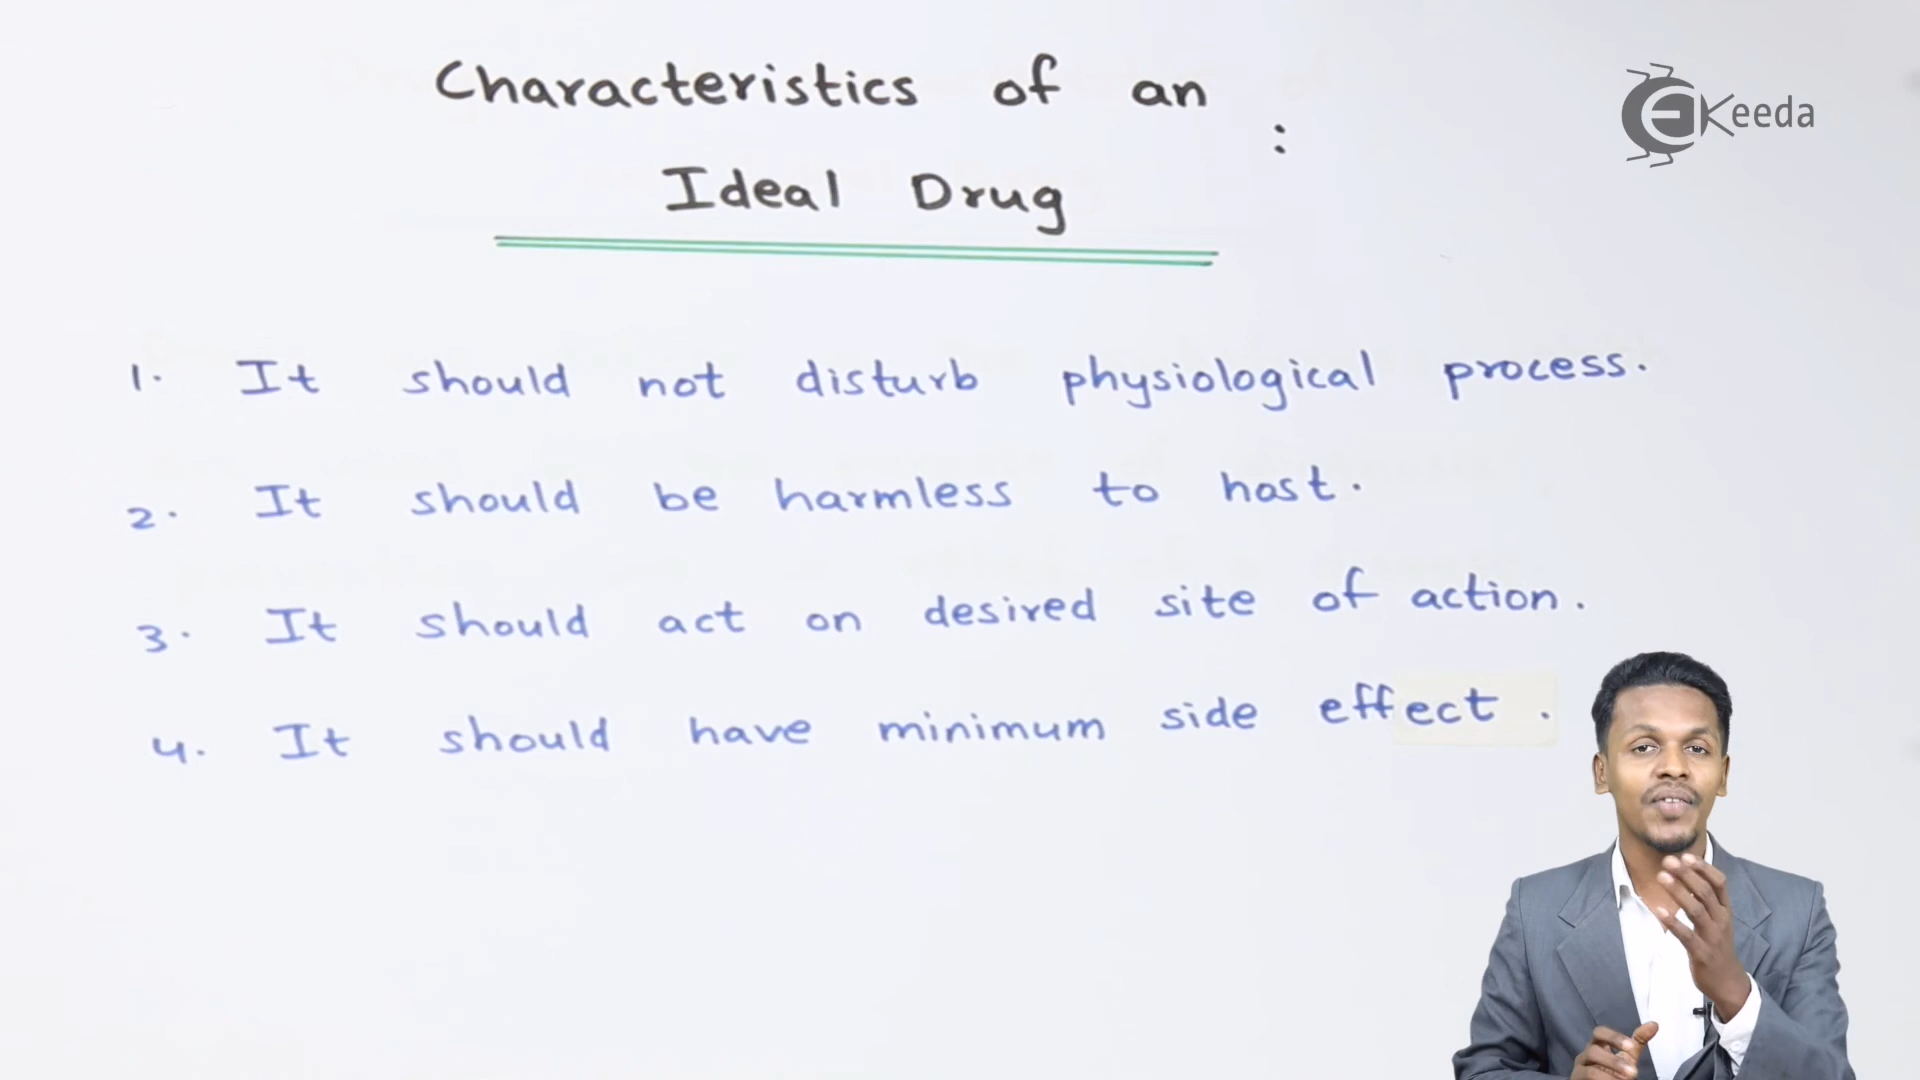 Characteristics of an
Ideal Drug :
EKeeda
1. It should not disturb physiological process.
2. It should be harmless to host.
3. It should act on desired site of action.
4. It should have minimum side effect.